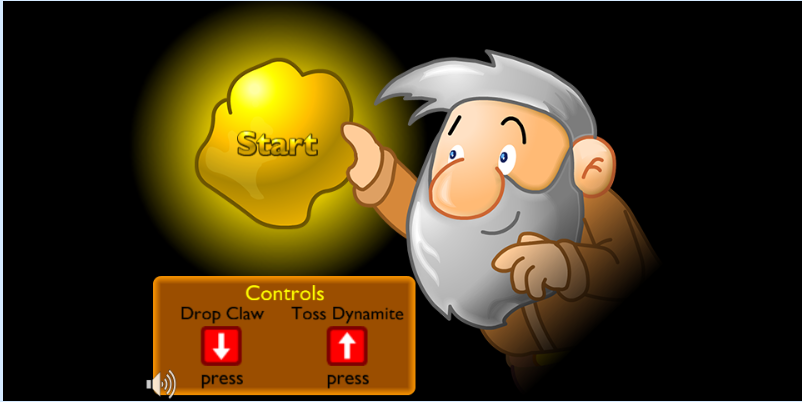 Start
Controls
Drop Claw Toss Dynamite
press press